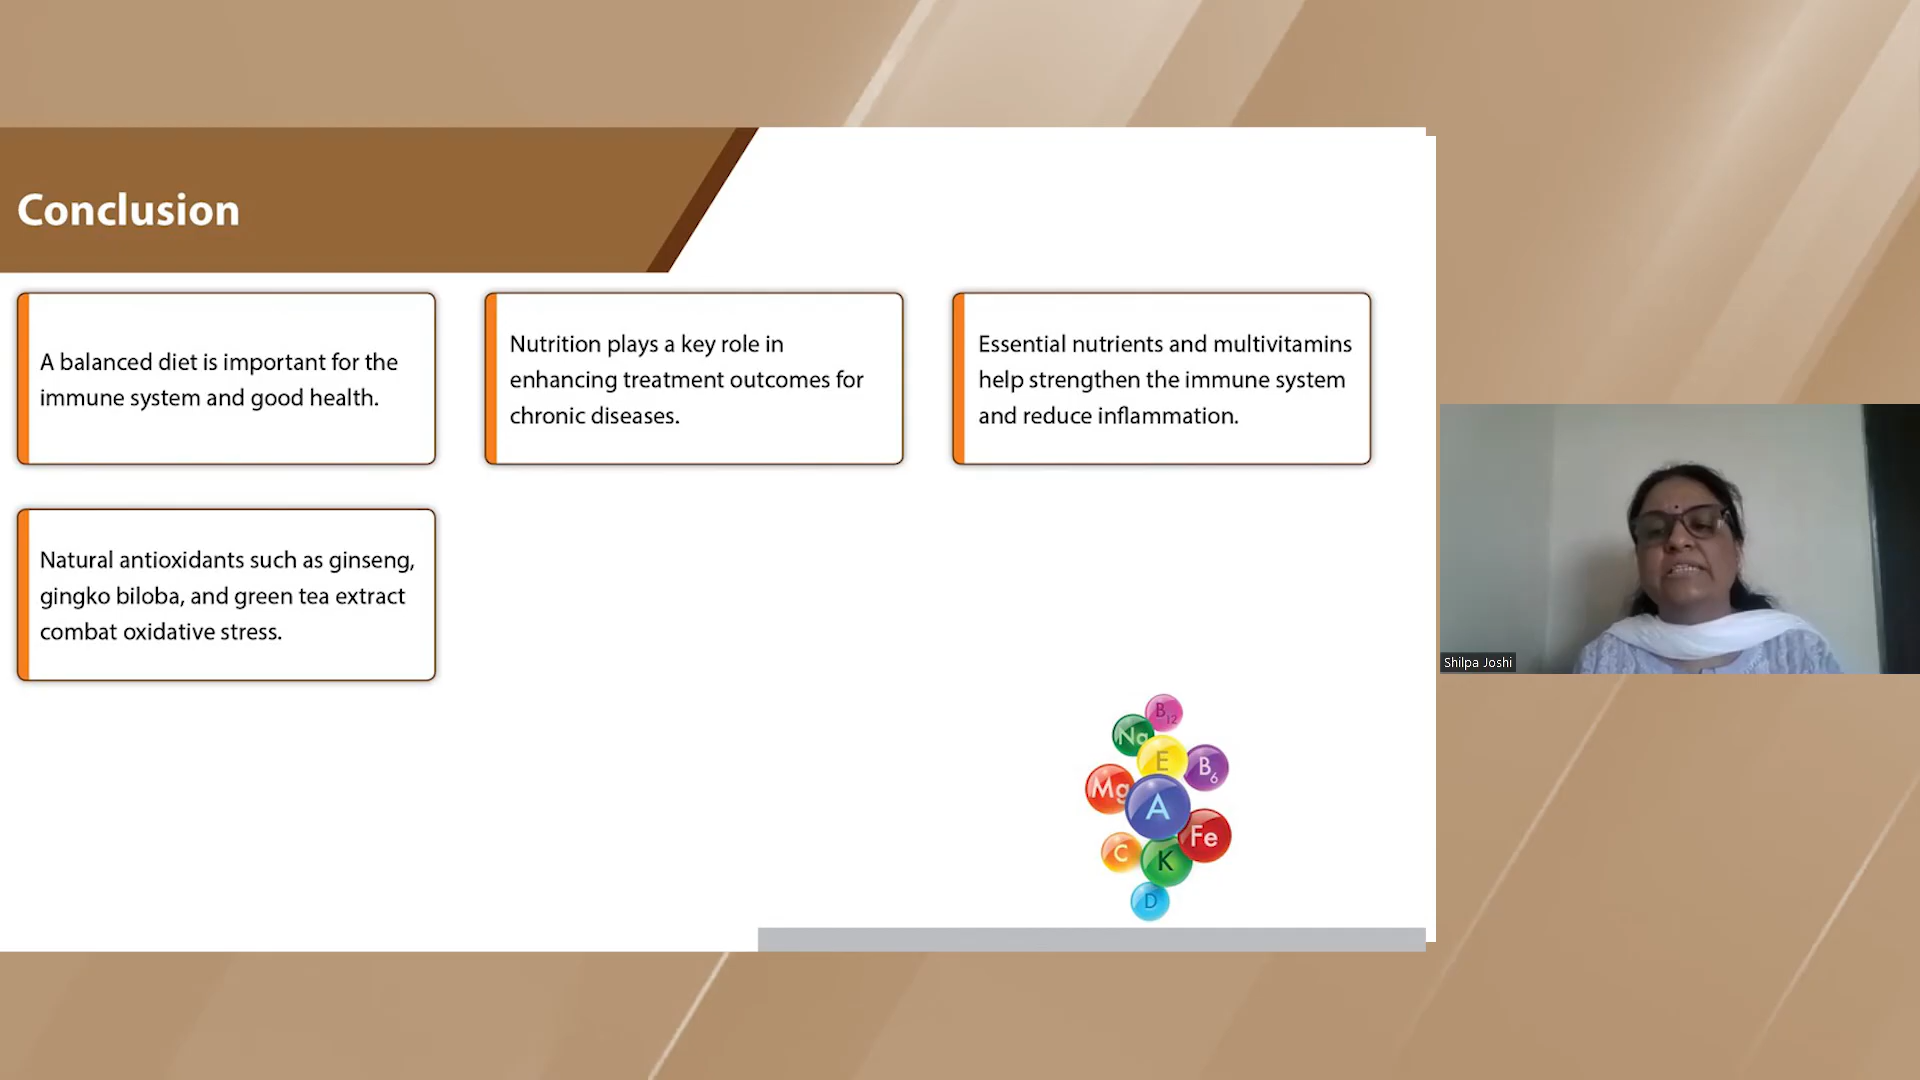 Conclusion
A balanced diet is important for the
immune system and good health.
Nutrition plays a key role in
enhancing treatment outcomes for
chronic diseases.
Essential nutrients and multivitamins
help strengthen the immune system
and reduce inflammation.
Natural antioxidants such as ginseng,
gingko biloba, and green tea extract
combat oxidative stress.
Shilpa Joshi
B12
Na
E
B6
Mg
A
Fe
C
K
D